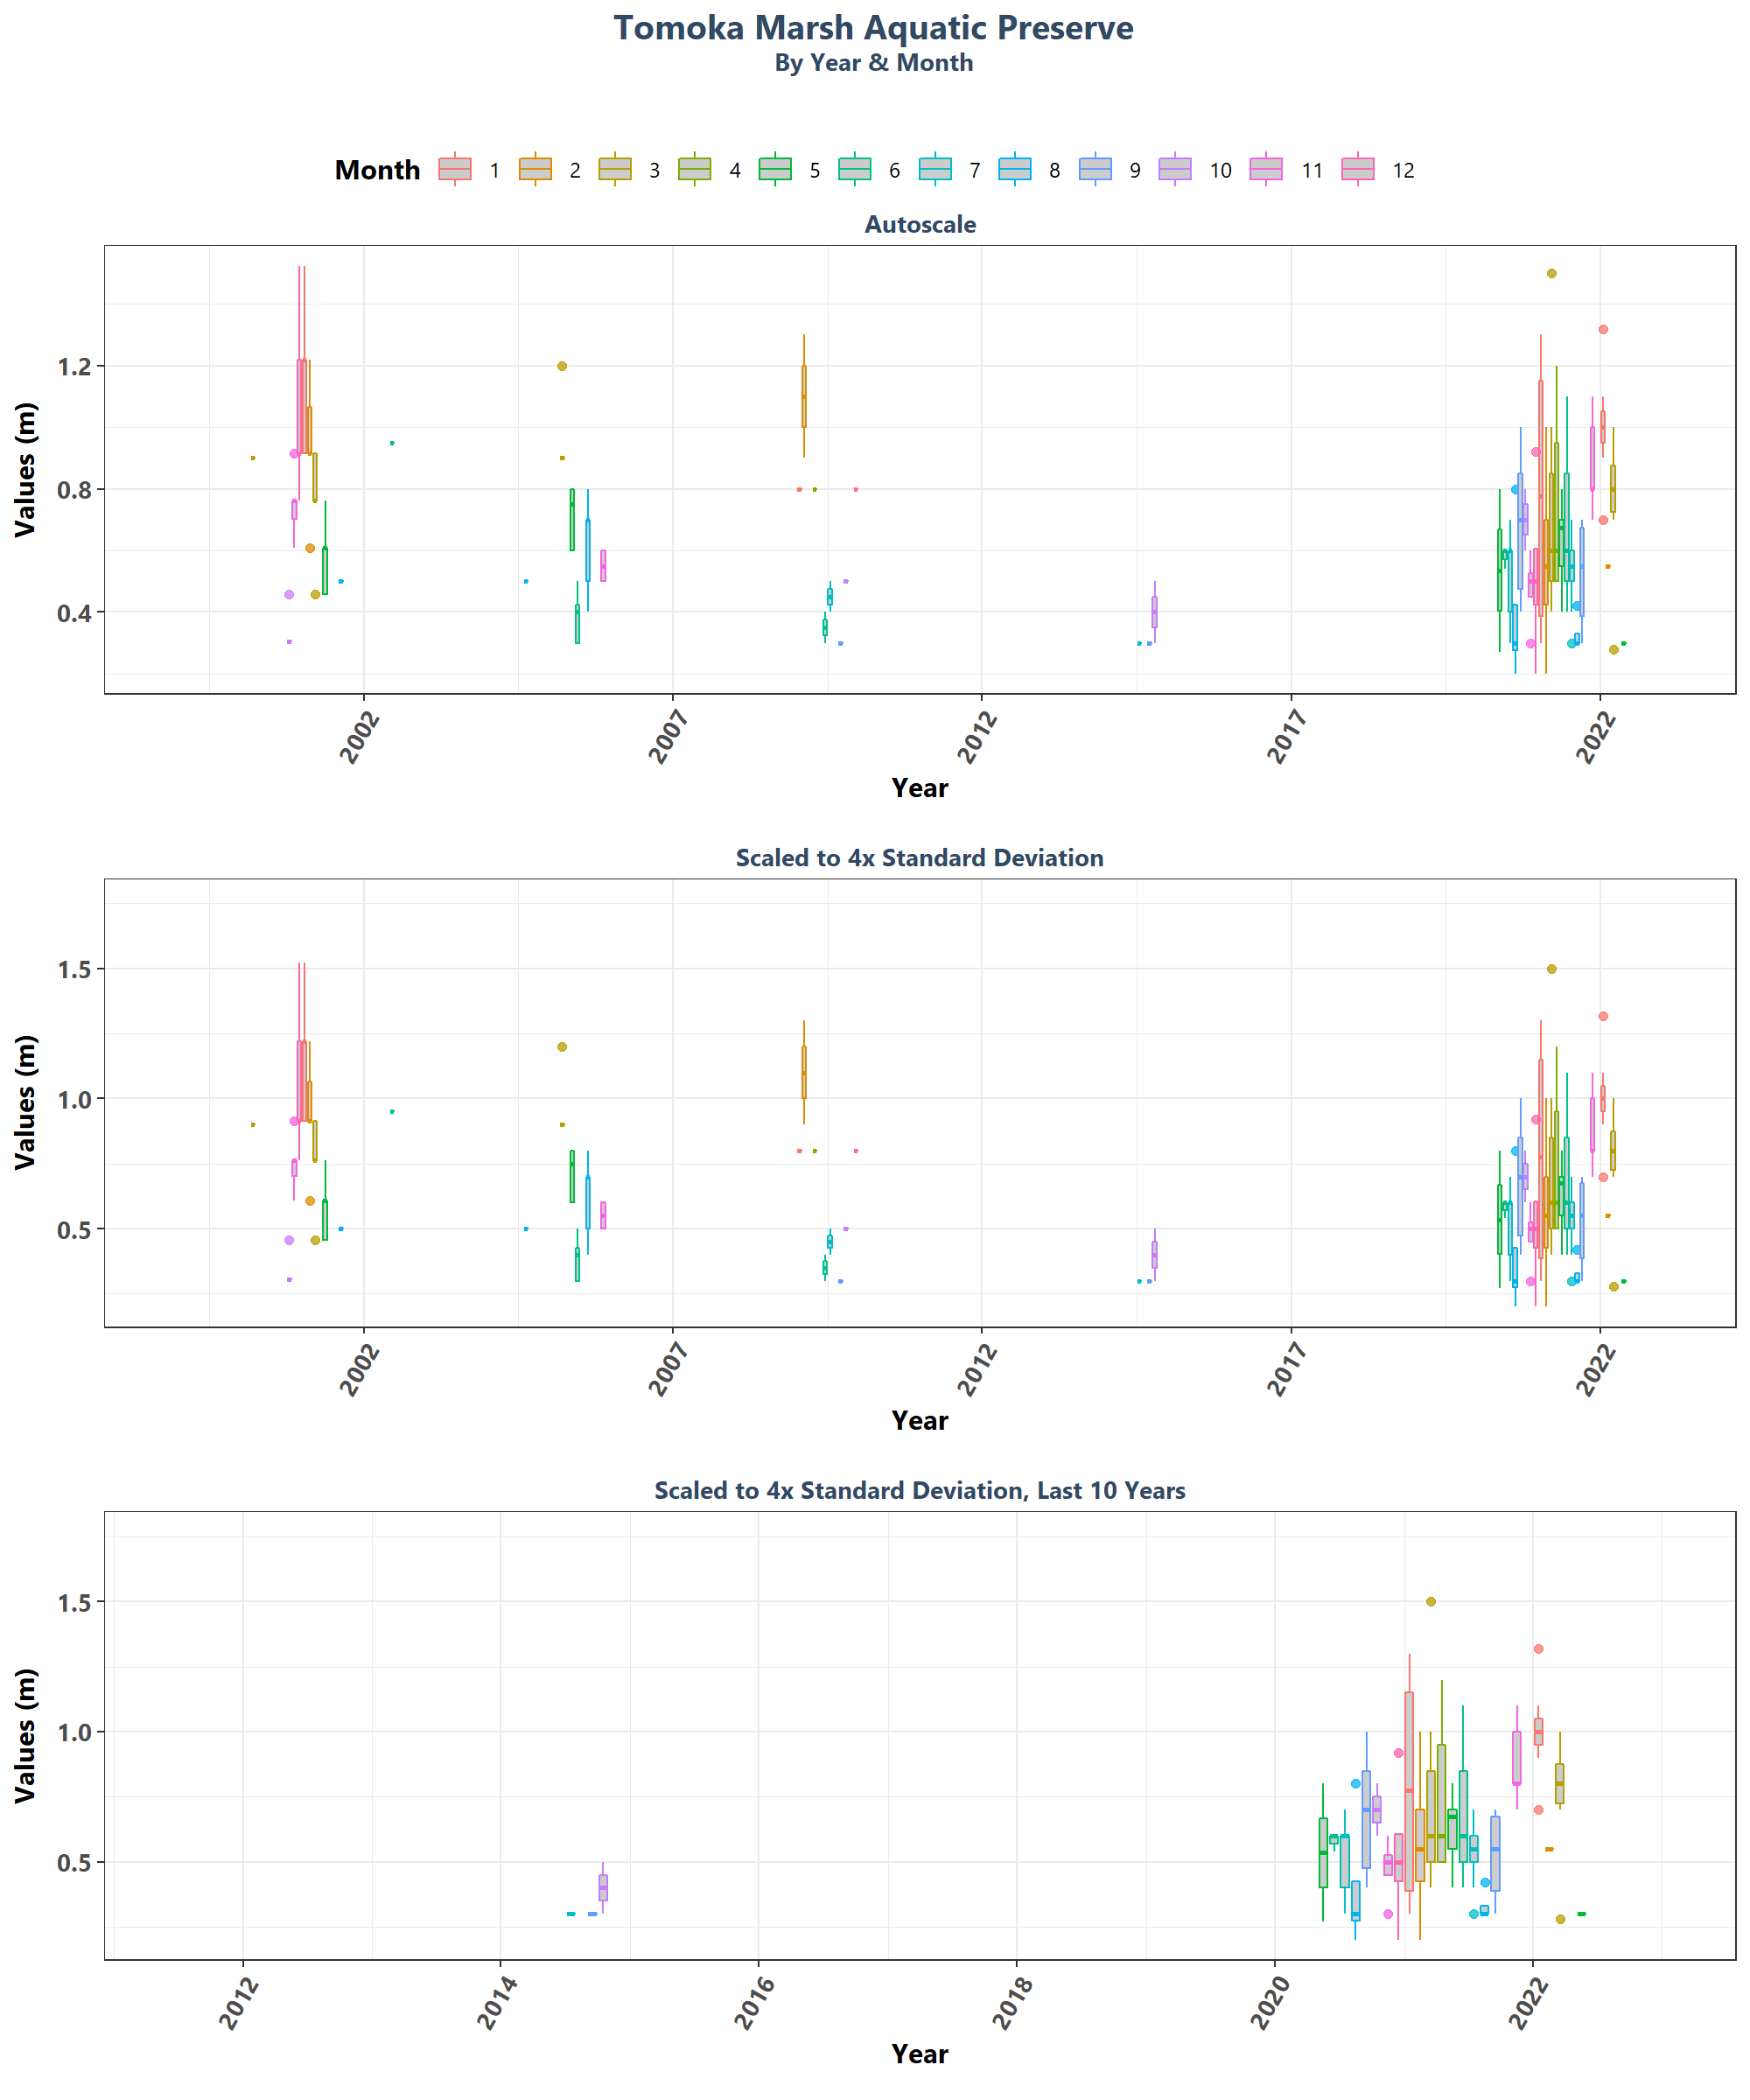 Tomoka Marsh Aquatic Preserve
By Year & Month
Month 1 2 3 4 5 6 7 8 9 10 11 12
Autoscale
Values (m)
1.2
0.8
0.4
2002 2007 2012 2017 2022
Year
Scaled to 4x Standard Deviation
Values (m)
1.5
1.0
0.5
2002 2007 2012 2017 2022
Year
Scaled to 4x Standard Deviation, Last 10 Years
Values (m)
1.5
1.0
0.5
2012 2014 2016 2018 2020 2022
Year